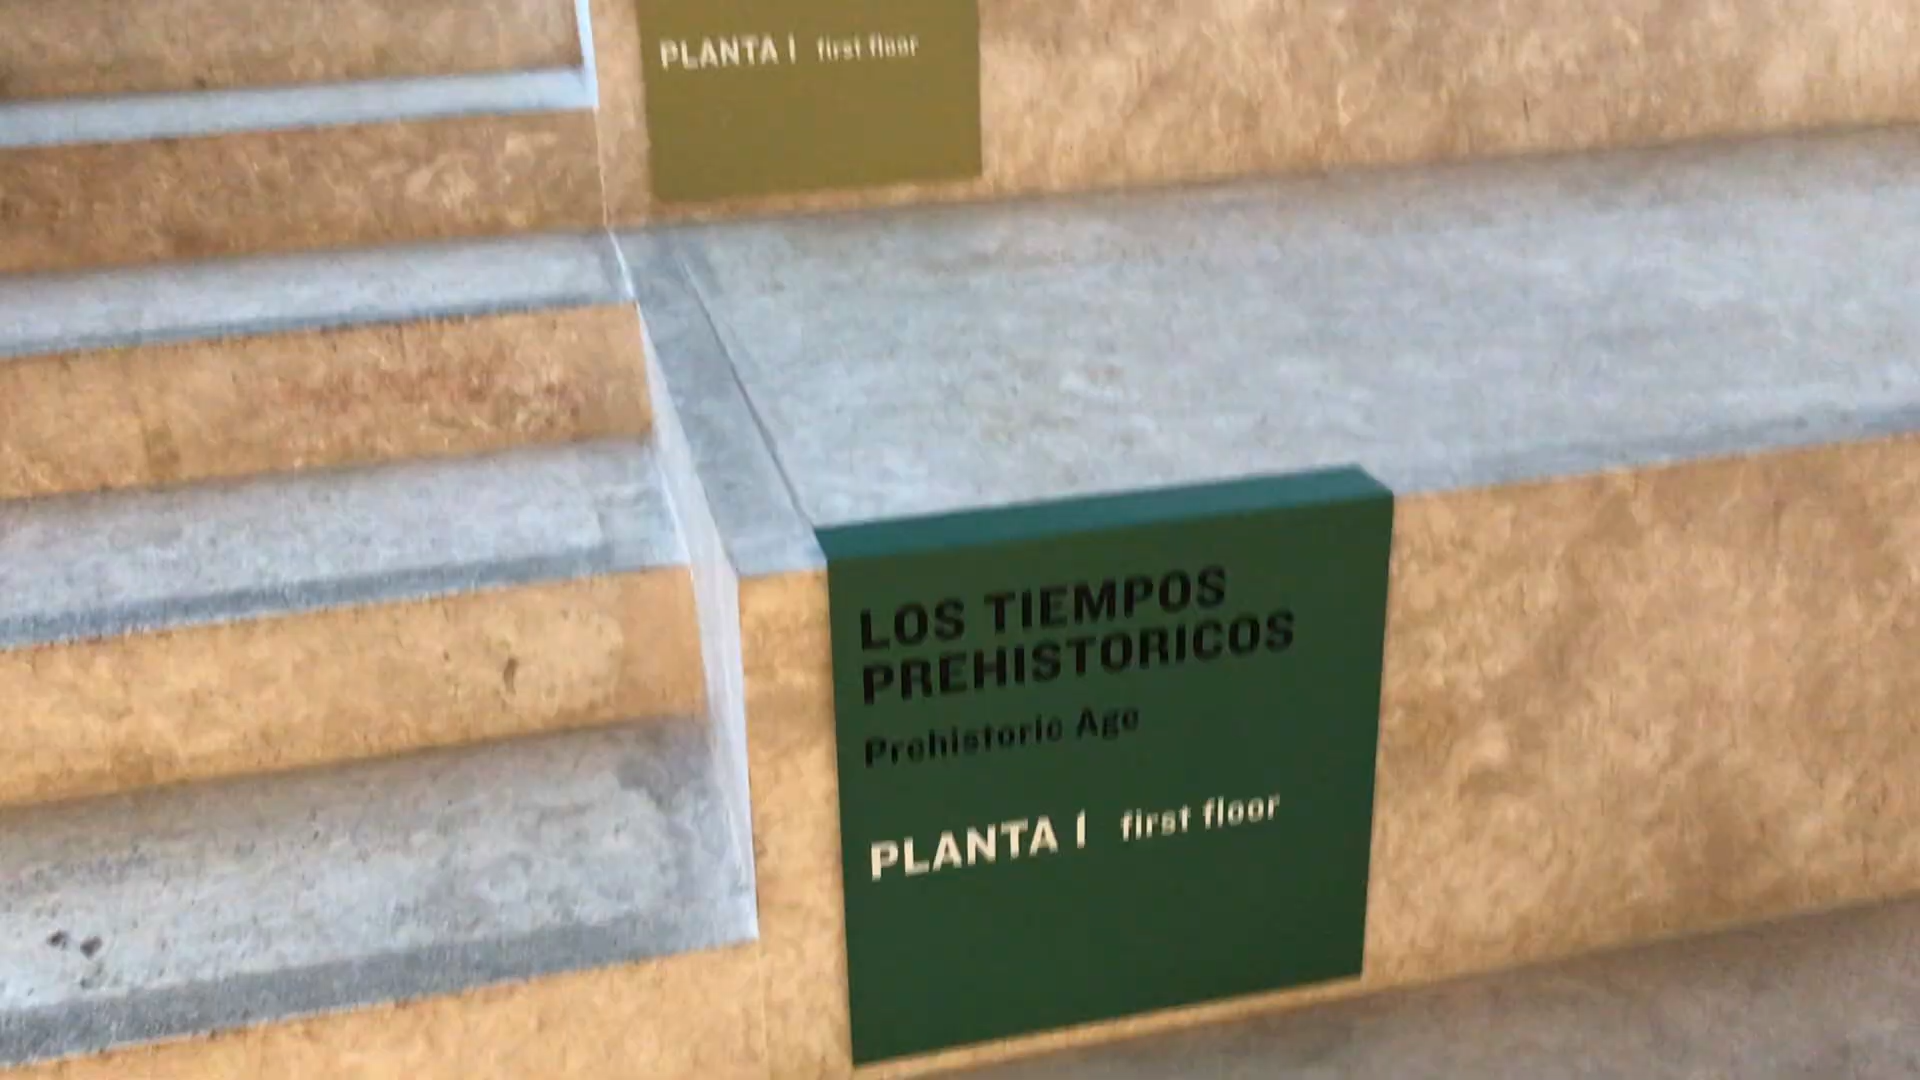 PLANTA I first floor
LOS TIEMPOS
PREHISTORICOS
Prehistoric Age
PLANTA I first floor